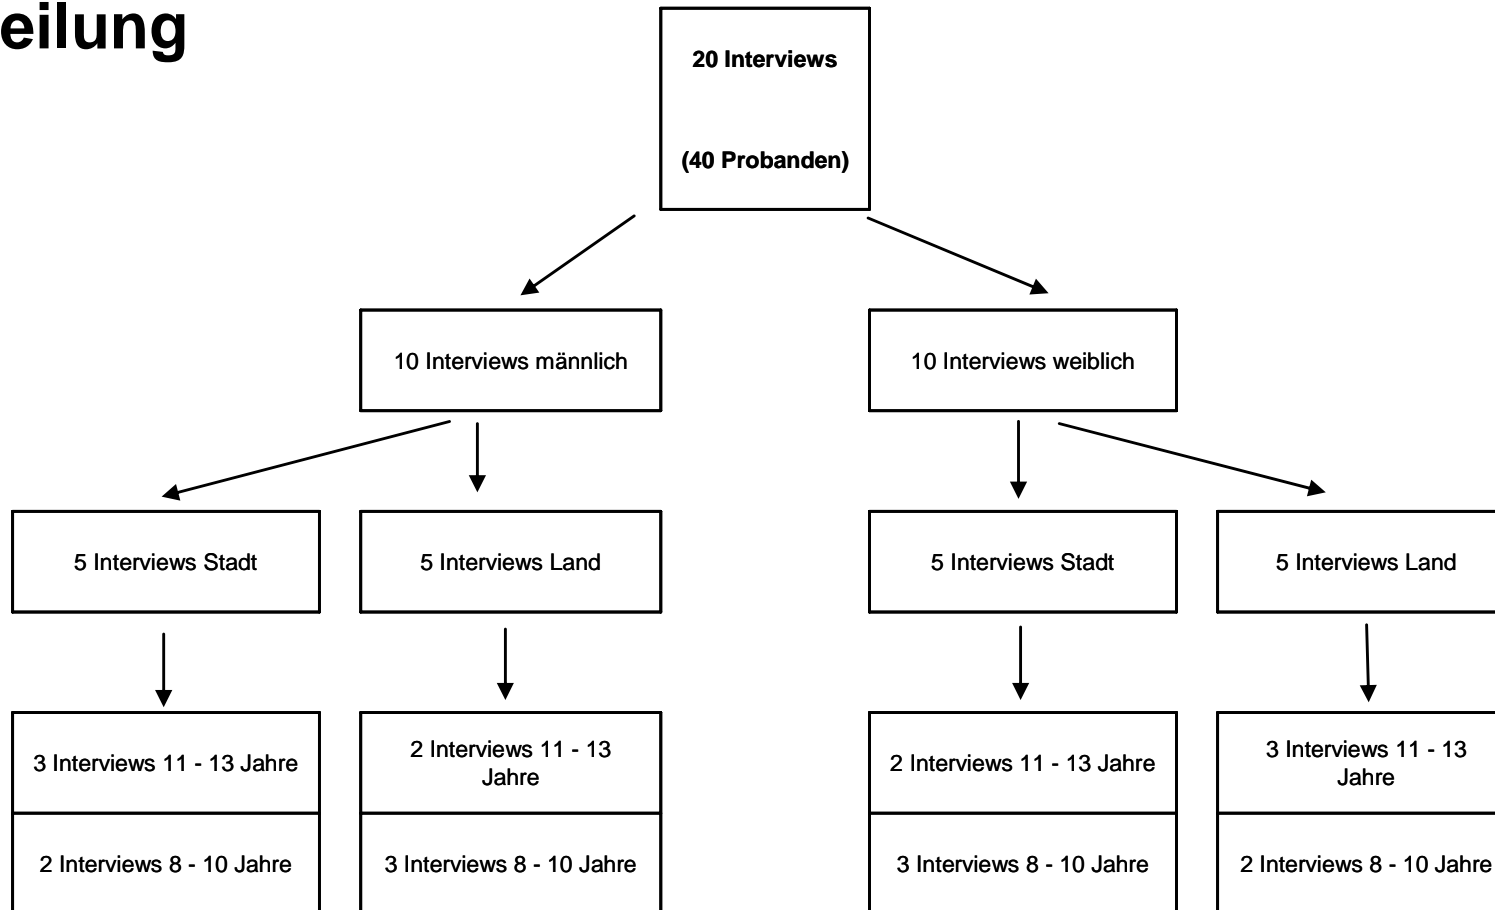 eilung
20 Interviews
(40 Probanden)
10 Interviews männlich
10 Interviews weiblich
5 Interviews Stadt
5 Interviews Land
5 Interviews Stadt
5 Interviews Land
3 Interviews 11 - 13 Jahre
2 Interviews 11 - 13
Jahre
2 Interviews 11 - 13 Jahre
3 Interviews 11 - 13
Jahre
2 Interviews 8 - 10 Jahre
3 Interviews 8 - 10 Jahre
3 Interviews 8 - 10 Jahre
2 Interviews 8 - 10 Jahre